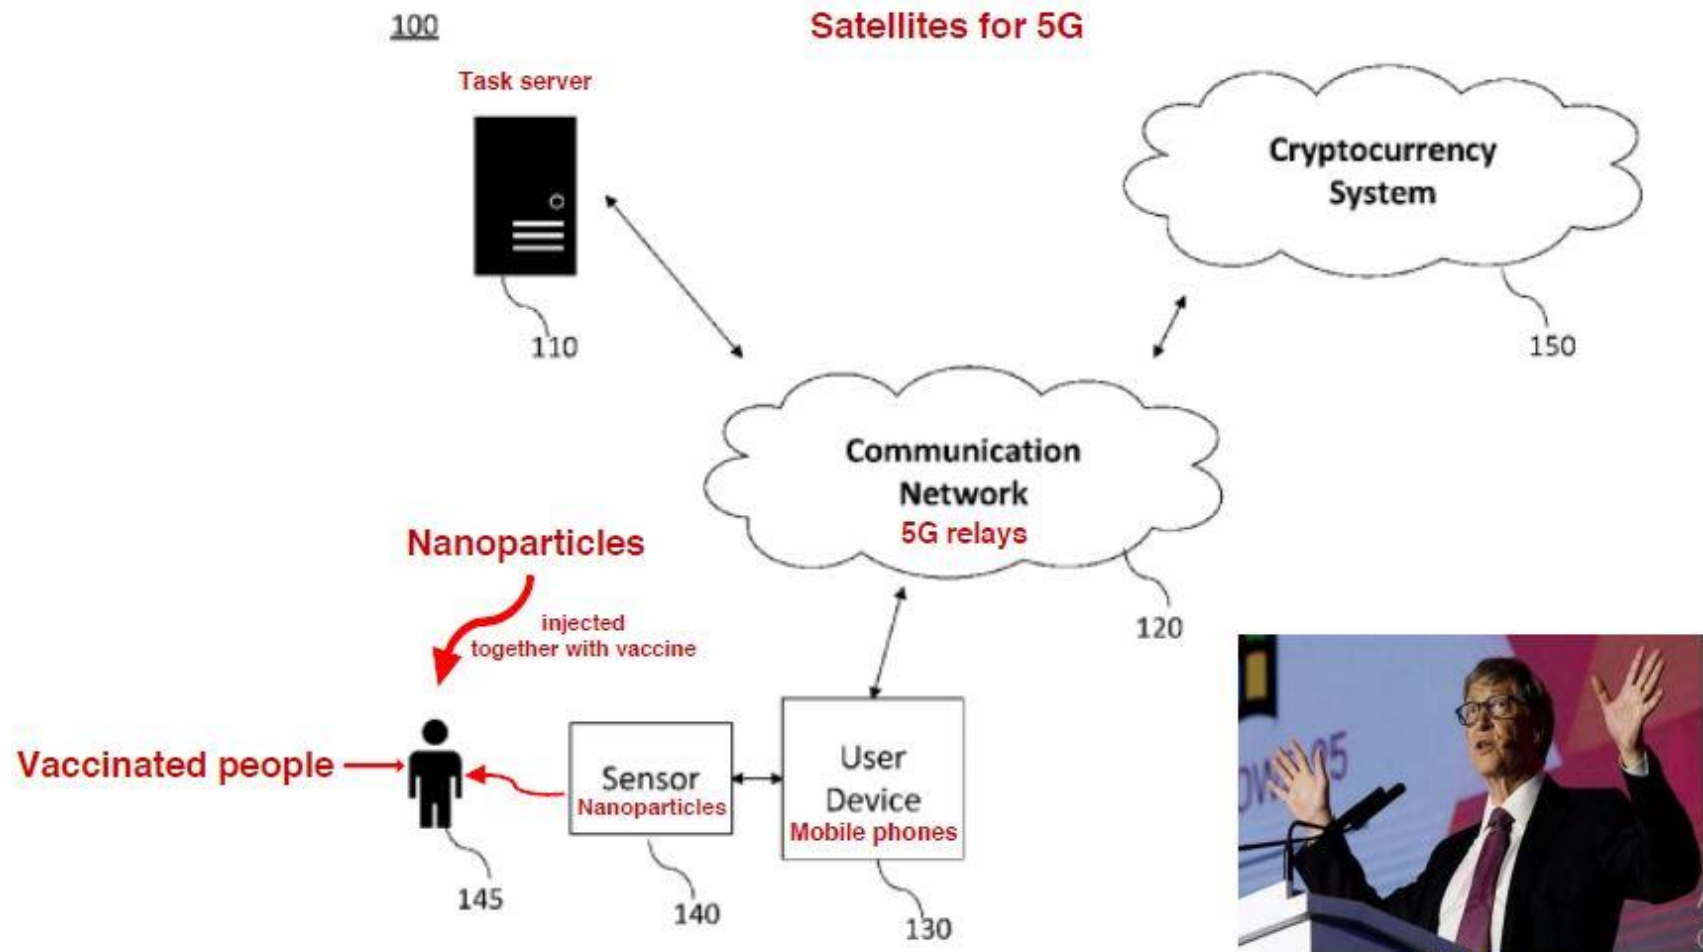 100
Satellites for 5G
Task server
Cryptocurrency
System
110
150
Communication
Network
5G relays
Nanoparticles
injected
together with vaccine
120
Vaccinated people
Sensor
Nanoparticles
User
Device
Mobile phones
145
140
130